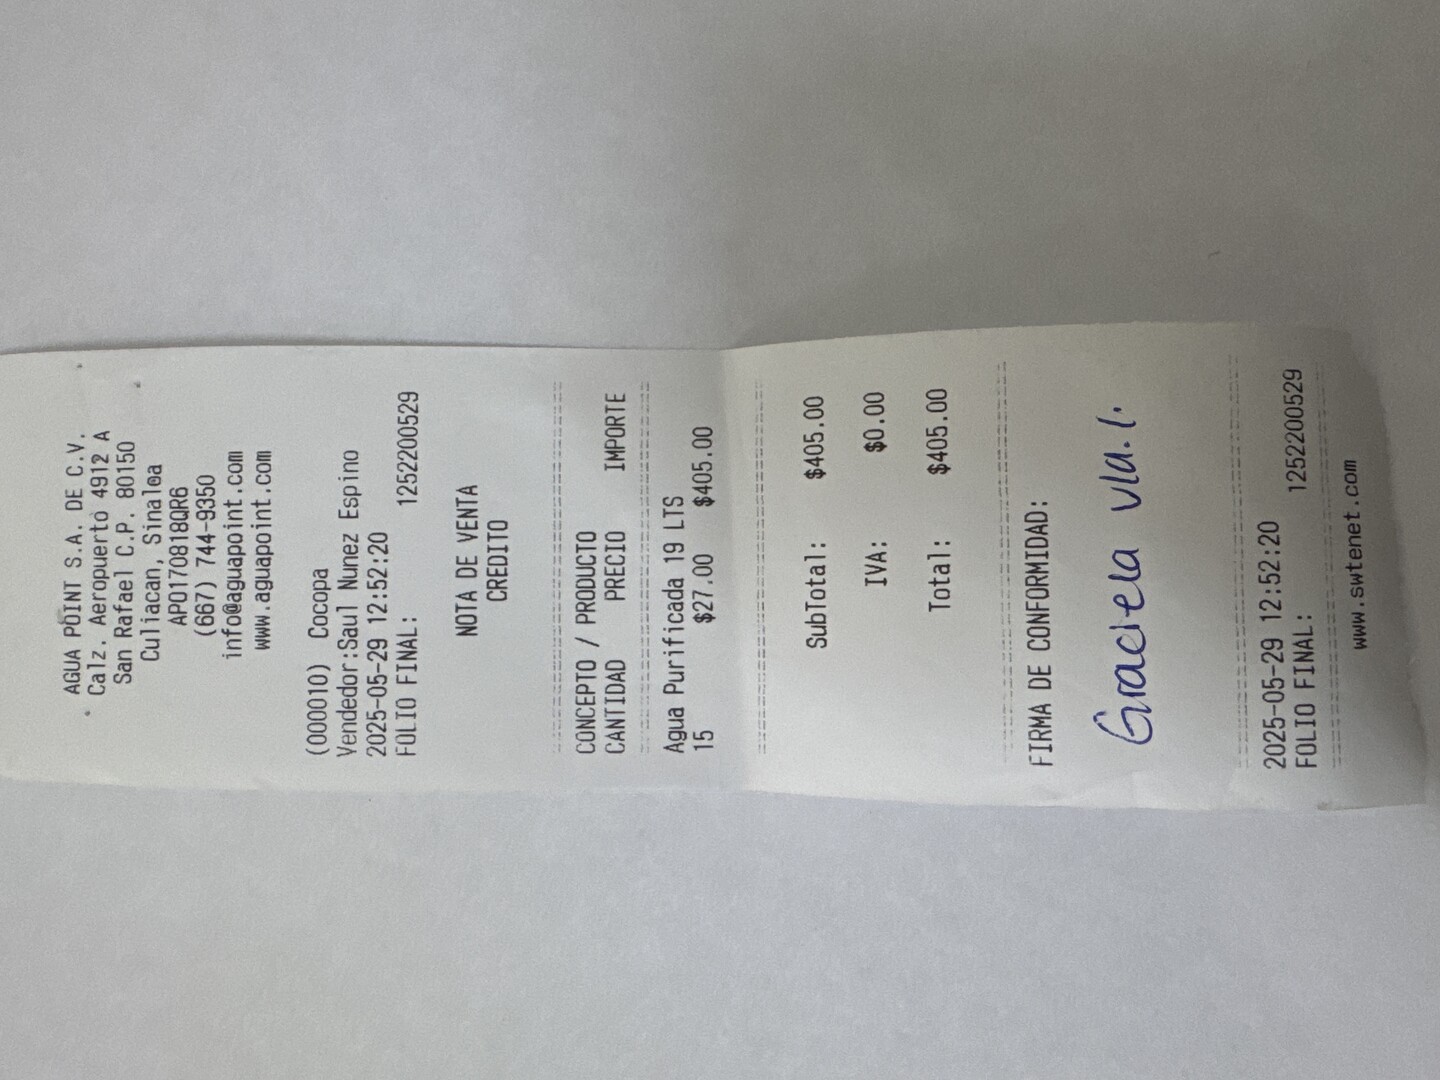 AGUA POINT S.A. DE C.V.
Calz. Aeropuerto 4912 A
San Rafael C.P. 80150
Culiacan, Sinaloa
APO170818QR6
(667) 744-9350
info@aguapoint.com
www.aguapoint.com
(000010) Cocopa
Vendedor:Saul Nunez Espino
2025-05-29 12:52:20
FOLIO FINAL: 1252200529
NOTA DE VENTA
CREDITO
CONCEPTO / PRODUCTO
CANTIDAD PRECIO IMPORTE
Agua Purificada 19 LTS
15 $27.00 $405.00
SubTotal: $405.00
IVA: $0.00
Total: $405.00
FIRMA DE CONFORMIDAD:
Graciela Vla. l.
2025-05-29 12:52:20
FOLIO FINAL: 1252200529
www.swtenet.com